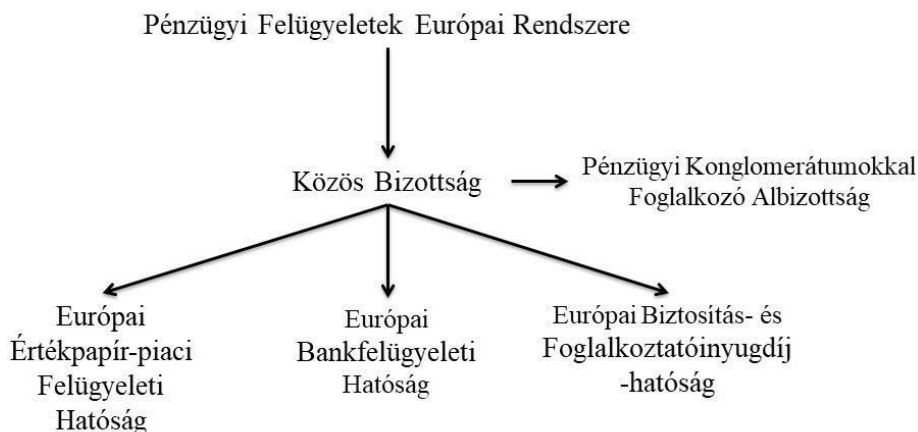 Pénzügyi Felügyeletek Európai Rendszere
Közös Bizottság
Pénzügyi Konglomerátumokkal
Foglalkozó Albizottság
Európai
Értékpapír-piaci
Felügyeleti
Hatóság
Európai
Bankfelügyeleti
Hatóság
Európai Biztosítás- és
Foglalkoztatóinyugdíj
-hatóság